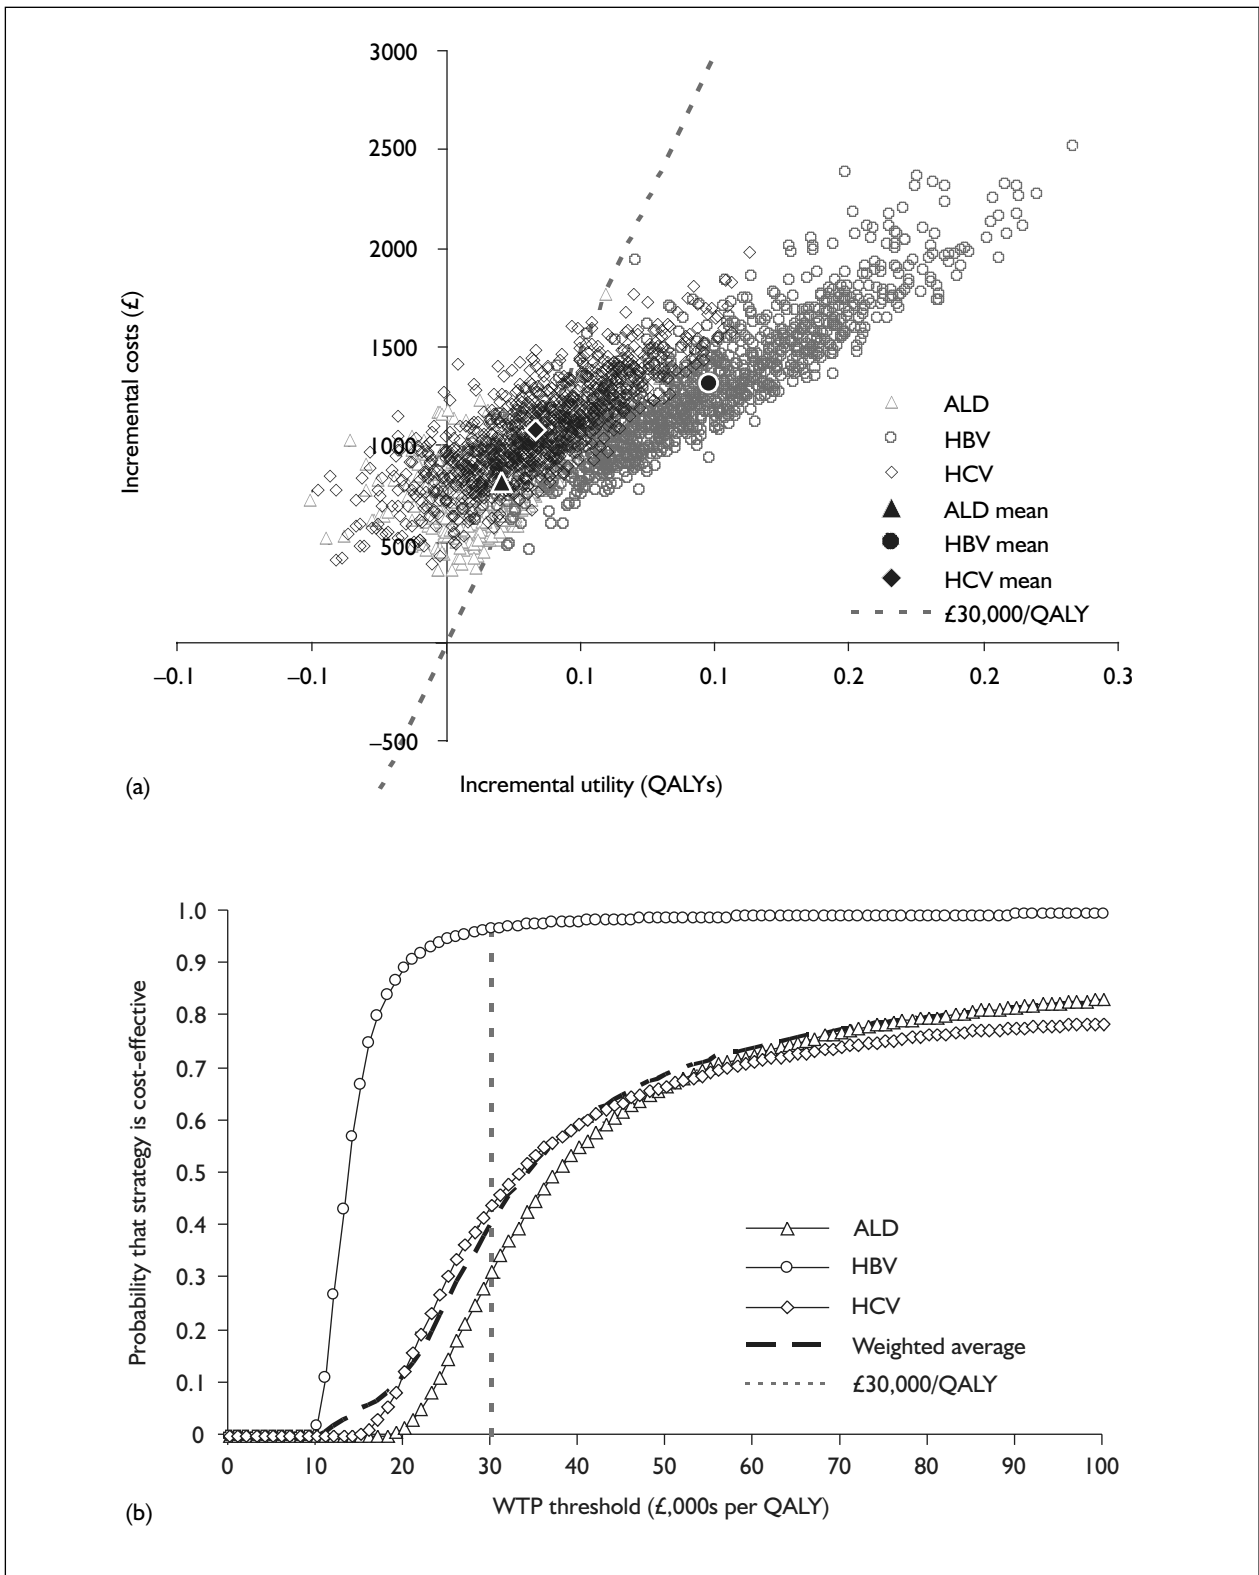 3000
2500
2000
1500
1000
500
–500
Incremental costs (£)
ALD
HBV
HCV
ALD mean
HBV mean
HCV mean
£30,000/QALY
–0.1 –0.1 0.1 0.1 0.2 0.2 0.3
(a)
Incremental utility (QALYs)
1.0
0.9
0.8
0.7
0.6
0.5
0.4
0.3
0.2
0.1
0
Probability that strategy is cost-effective
ALD
HBV
HCV
Weighted average
£30,000/QALY
0 10 20 30 40 50 60 70 80 90 100
WTP threshold (£,000s per QALY)
(b)